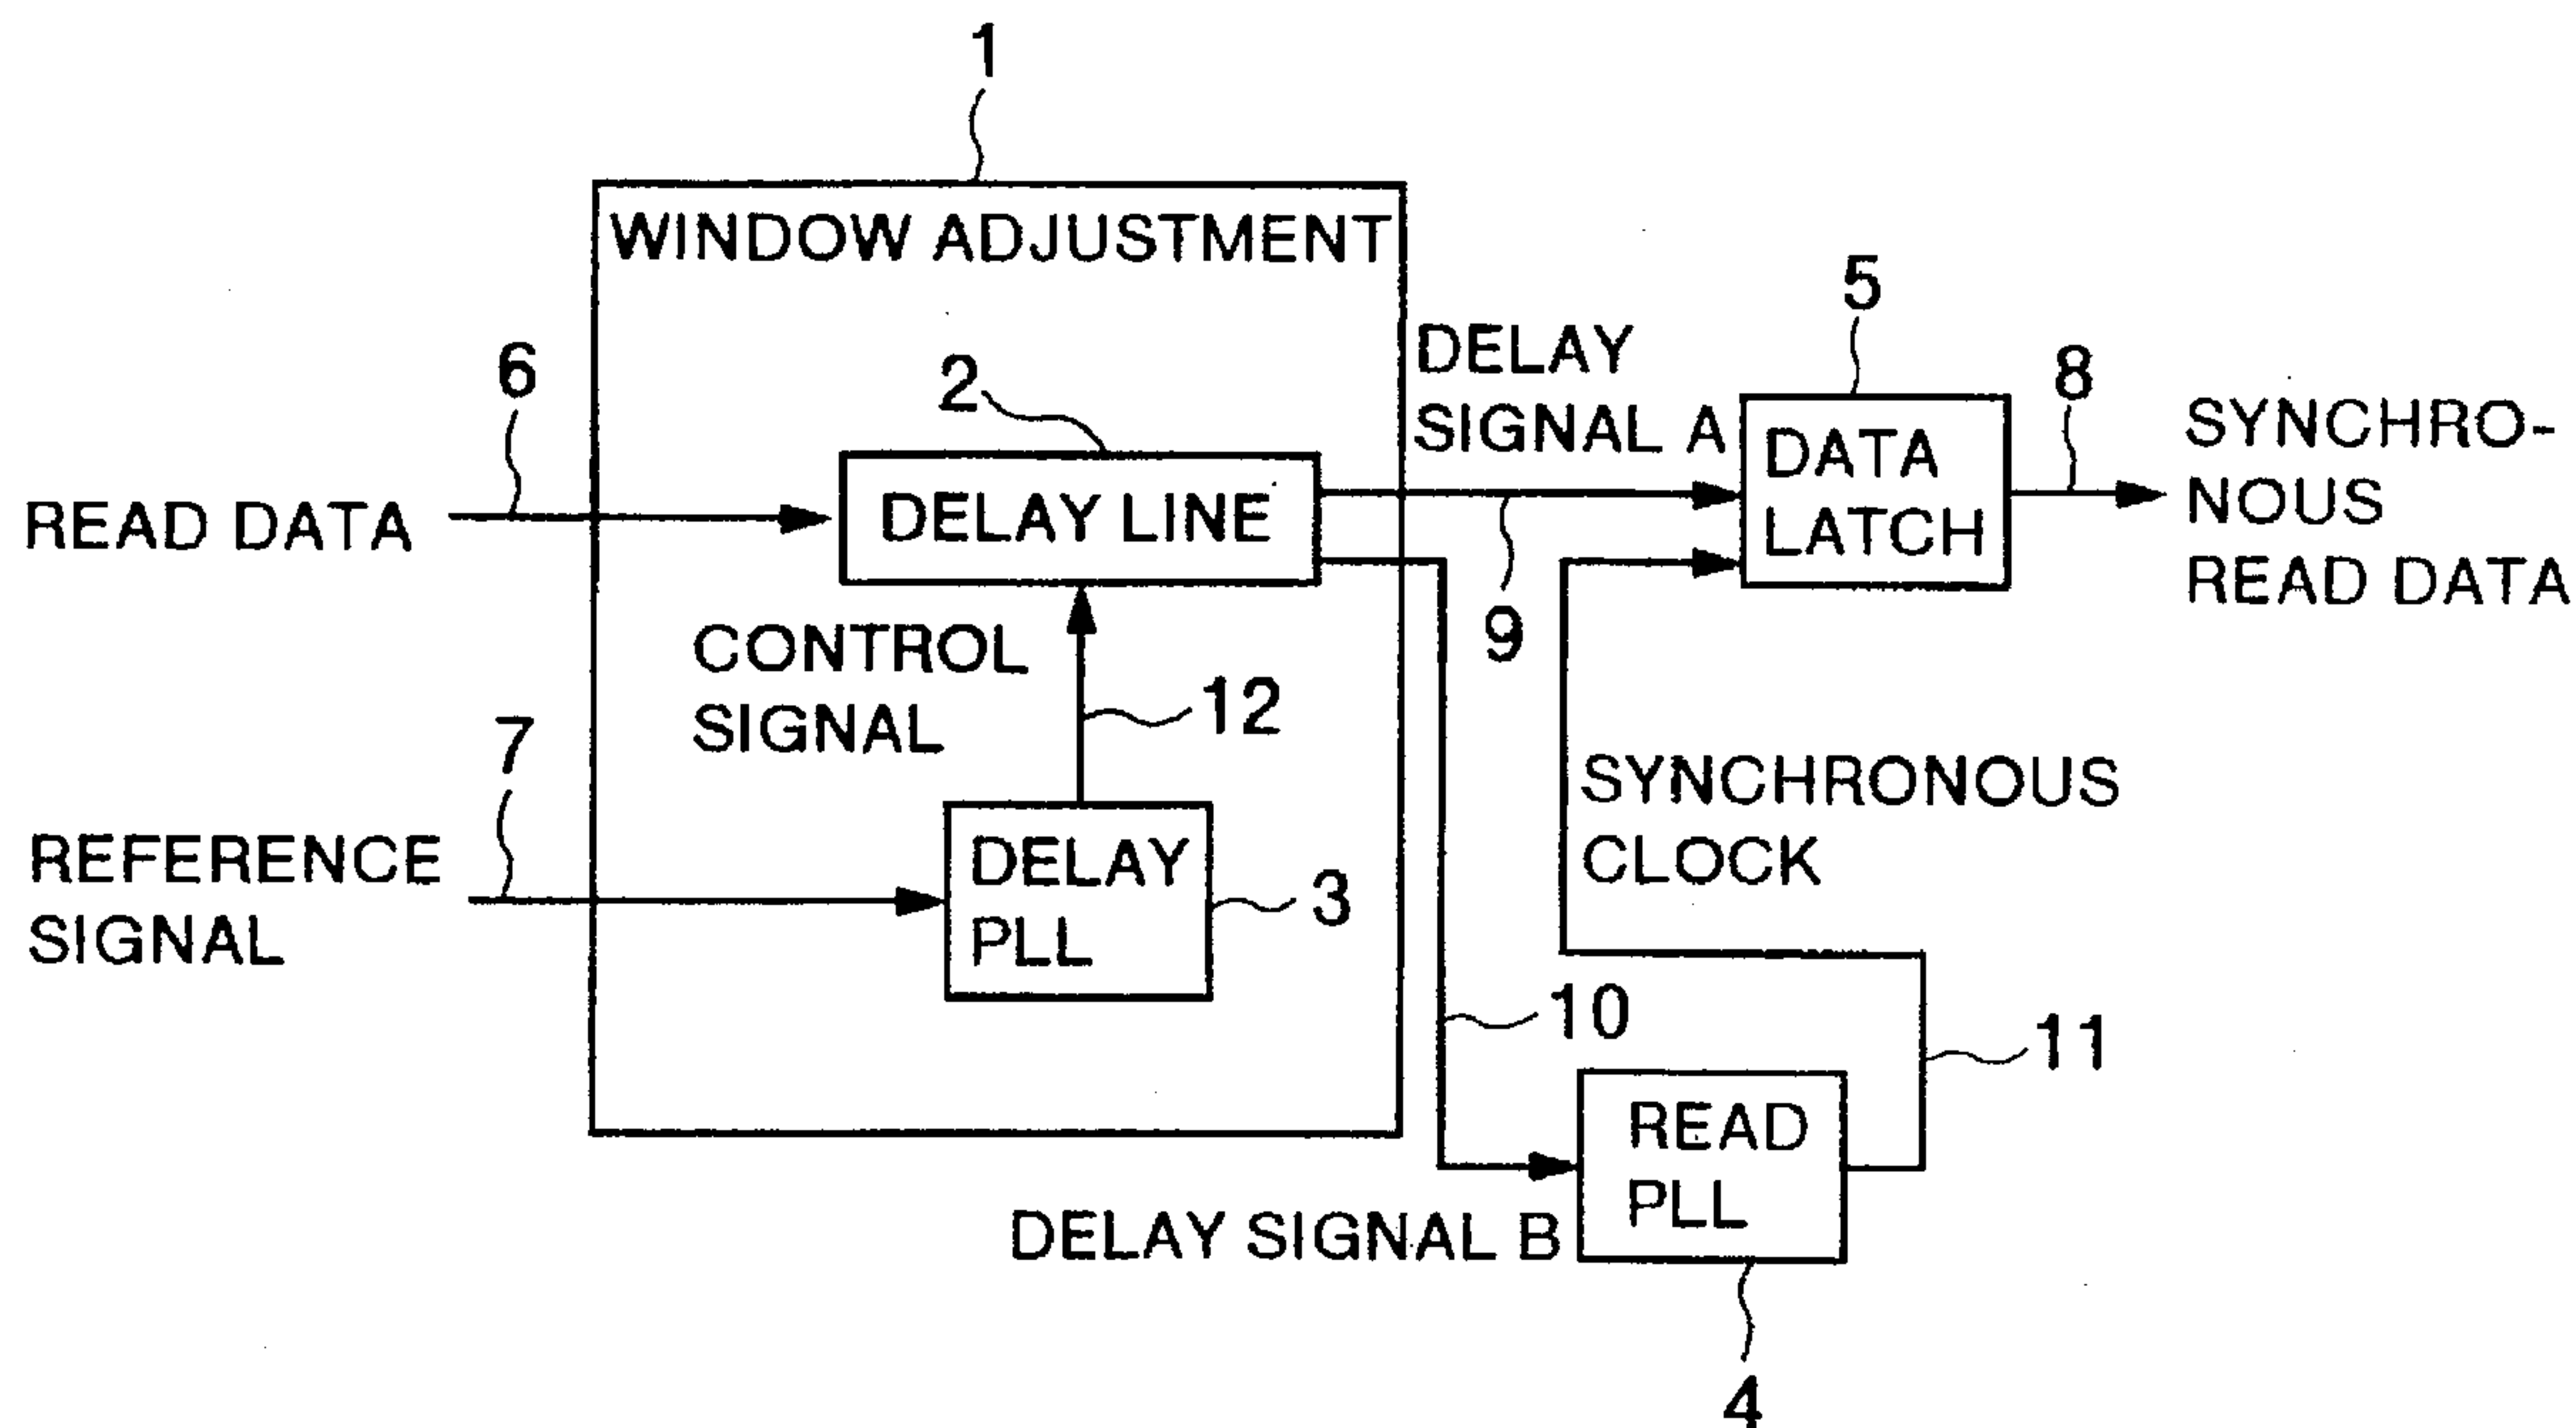 1
WINDOW ADJUSTMENT
6
READ DATA
2
DELAY LINE
DELAY
SIGNAL A
9
5
DATA
LATCH
8
SYNCHRO-
NOUS
READ DATA
CONTROL
SIGNAL
12
7
REFERENCE
SIGNAL
DELAY
PLL
3
SYNCHRONOUS
CLOCK
10
11
DELAY SIGNAL B
READ
PLL
4